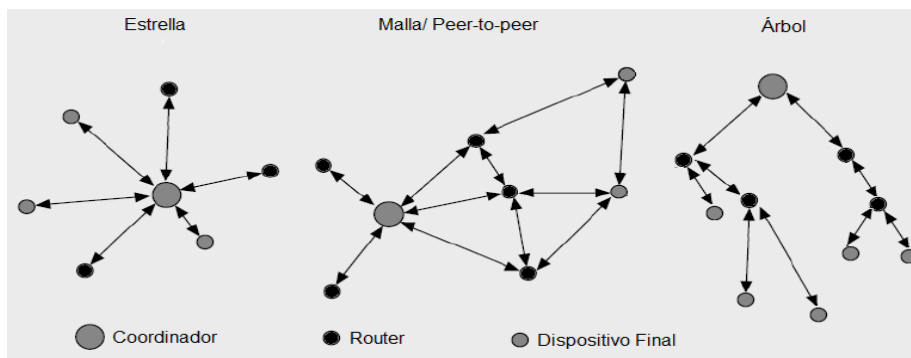 Estrella
Malla/ Peer-to-peer
Árbol
Coordinador
Router
Dispositivo Final